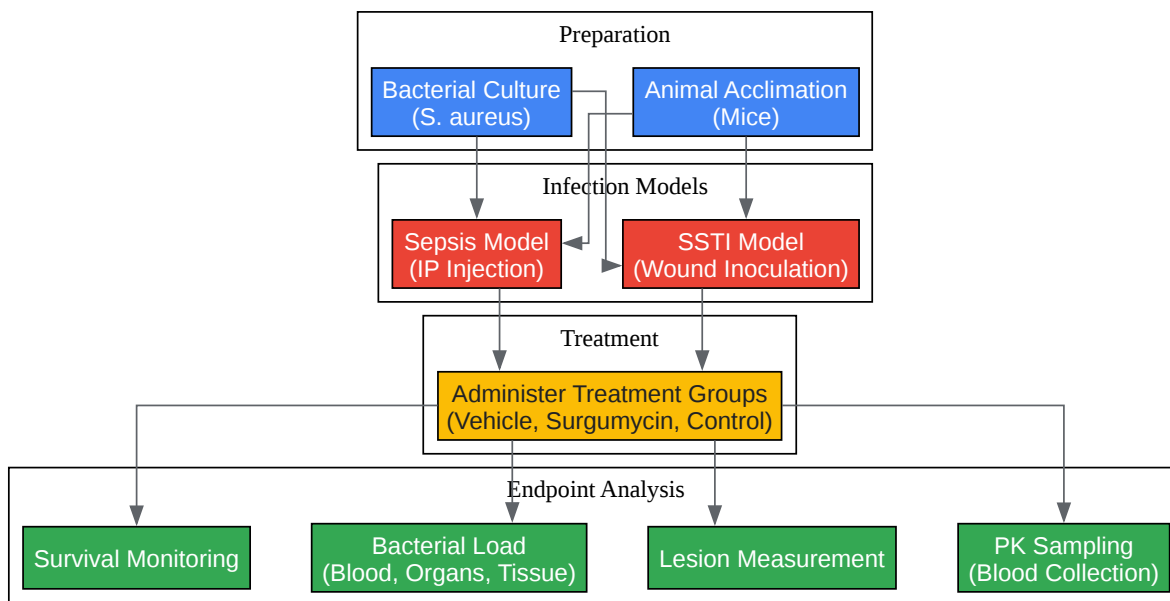 Preparation
Bacterial Culture
(S. aureus)
Animal Acclimation
(Mice)
Infection Models
Sepsis Model
(IP Injection)
SSTI Model
(Wound Inoculation)
Treatment
Administer Treatment Groups
(Vehicle, Surgumycin, Control)
Endpoint Analysis
Survival Monitoring
Bacterial Load
(Blood, Organs, Tissue)
Lesion Measurement
PK Sampling
(Blood Collection)